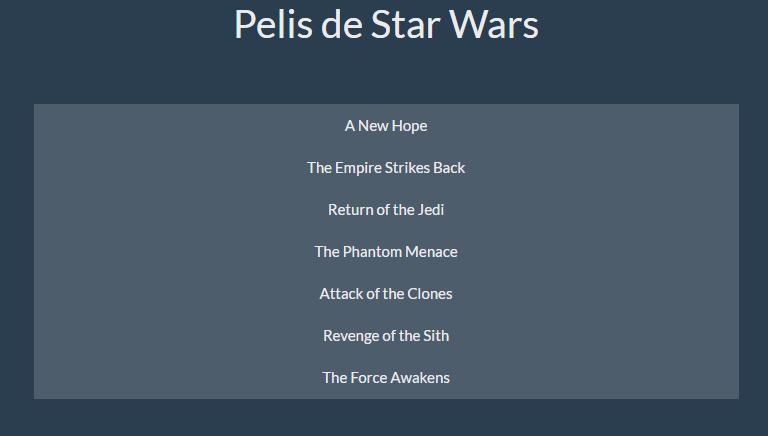 Pelis de Star Wars
A New Hope
The Empire Strikes Back
Return of the Jedi
The Phantom Menace
Attack of the Clones
Revenge of the Sith
The Force Awakens